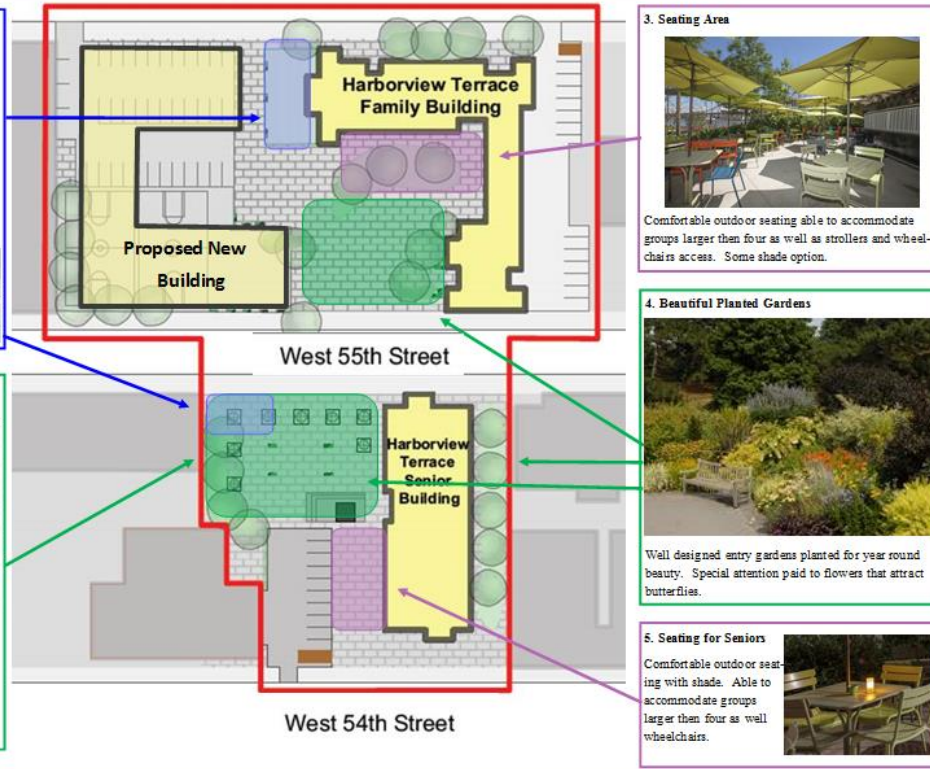 Harborview Terrace
Family Building
Proposed New
Building
West 55th Street
Harborview
Terrace
Senior
Building
West 54th Street
3. Seating Area
Comfortable outdoor seating able to accommodate
groups larger then four as well as strollers and wheel-
chairs access. Some shade option.
4. Beautiful Planted Gardens
Well designed entry gardens planted for year round
beauty. Special attention paid to flowers that attract
butterflies.
5. Seating for Seniors
Comfortable outdoor seat-
ing with shade. Able to
accommodate groups
larger then four as well
wheelchairs.